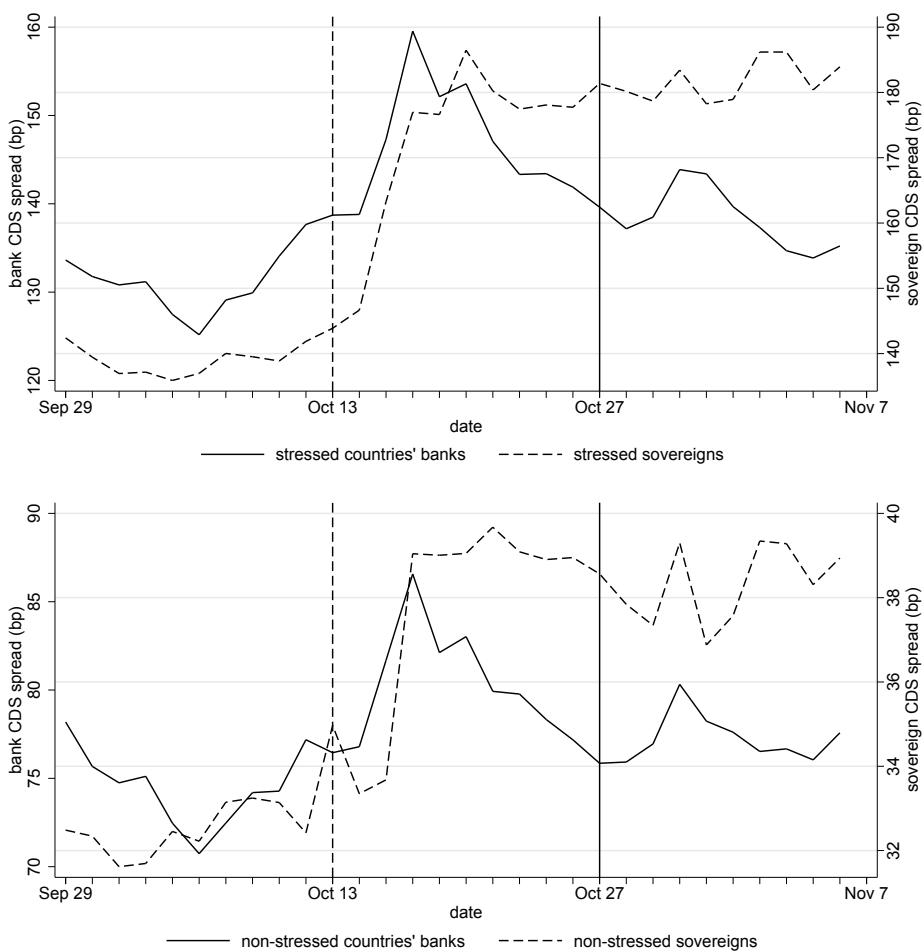 bank CDS spread (bp)
160
150
140
130
120
sovereign CDS spread (bp)
190
180
170
160
150
140
Sep 29 Oct 13 Oct 27 Nov 7
date
stressed countries' banks stressed sovereigns
bank CDS spread (bp)
90
85
80
75
70
sovereign CDS spread (bp)
40
38
36
34
32
Sep 29 Oct 13 Oct 27 Nov 7
date
non-stressed countries' banks non-stressed sovereigns